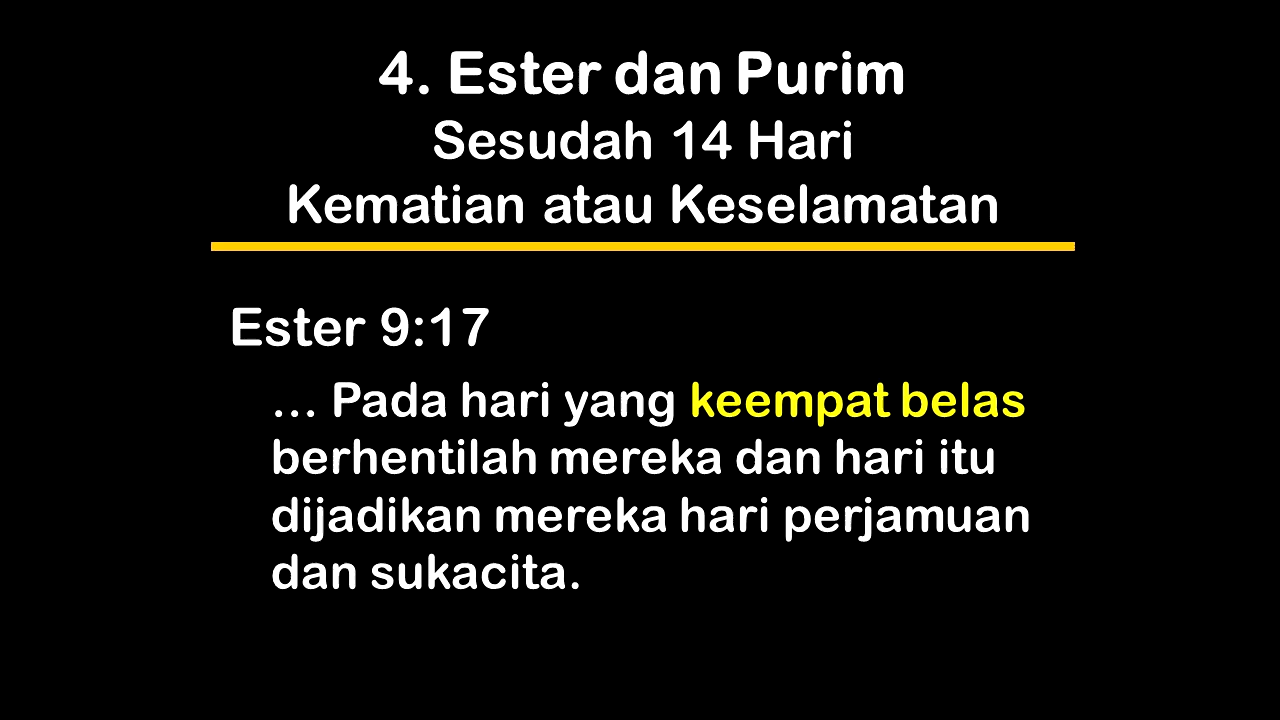 4. Ester dan Purim
Sesudah 14 Hari
Kematian atau Keselamatan
Ester 9:17
… Pada hari yang keempat belas
berhentilah mereka dan hari itu
dijadikan mereka hari perjamuan
dan sukacita.